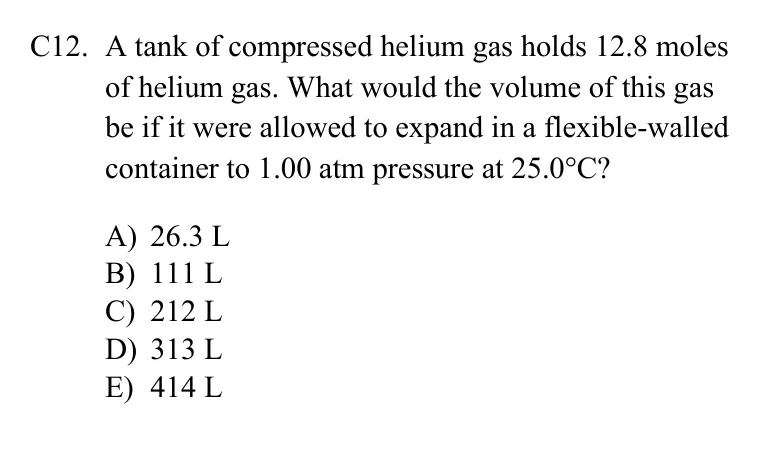 C12. A tank of compressed helium gas holds 12.8 moles
of helium gas. What would the volume of this gas
be if it were allowed to expand in a flexible-walled
container to 1.00 atm pressure at 25.0°C?
A) 26.3 L
B) 111 L
C) 212 L
D) 313 L
E) 414 L